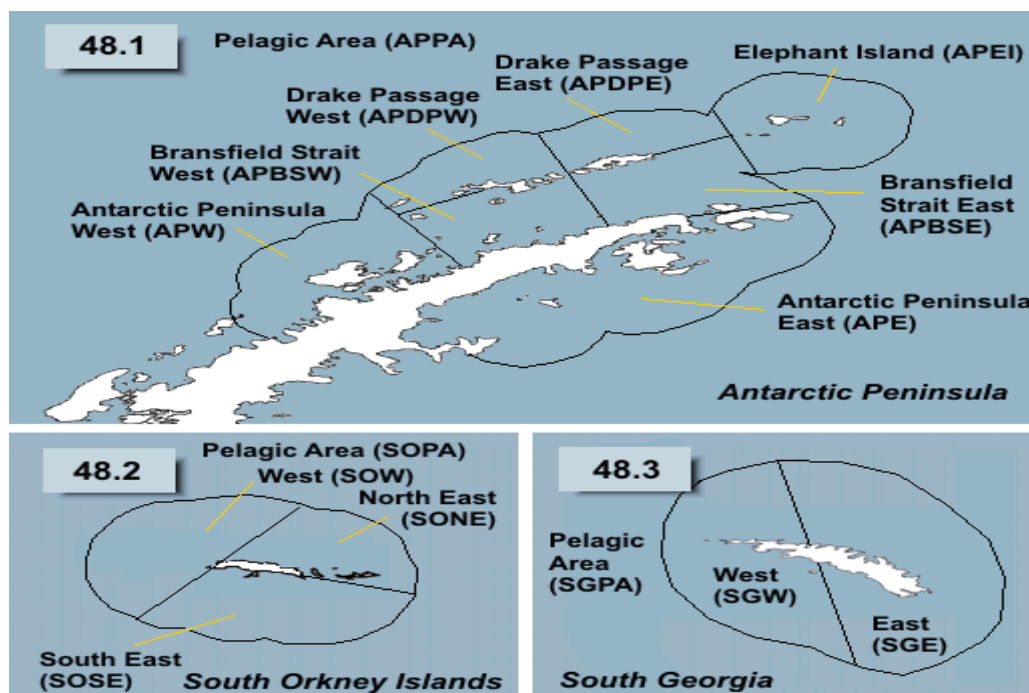 48.1
Pelagic Area (APPA)
Elephant Island (APEI)
Drake Passage
East (APDPE)
Drake Passage
West (APDPW)
Bransfield Strait
West (APBSW)
Antarctic Peninsula
West (APW)
Bransfield
Strait East
(APBSE)
Antarctic Peninsula
East (APE)
Antarctic Peninsula
48.2
Pelagic Area (SOPA)
West (SOW)
North East
(SONE)
South East
(SOSE)
South Orkney Islands
48.3
Pelagic
Area
(SGPA)
West
(SGW)
East
(SGE)
South Georgia